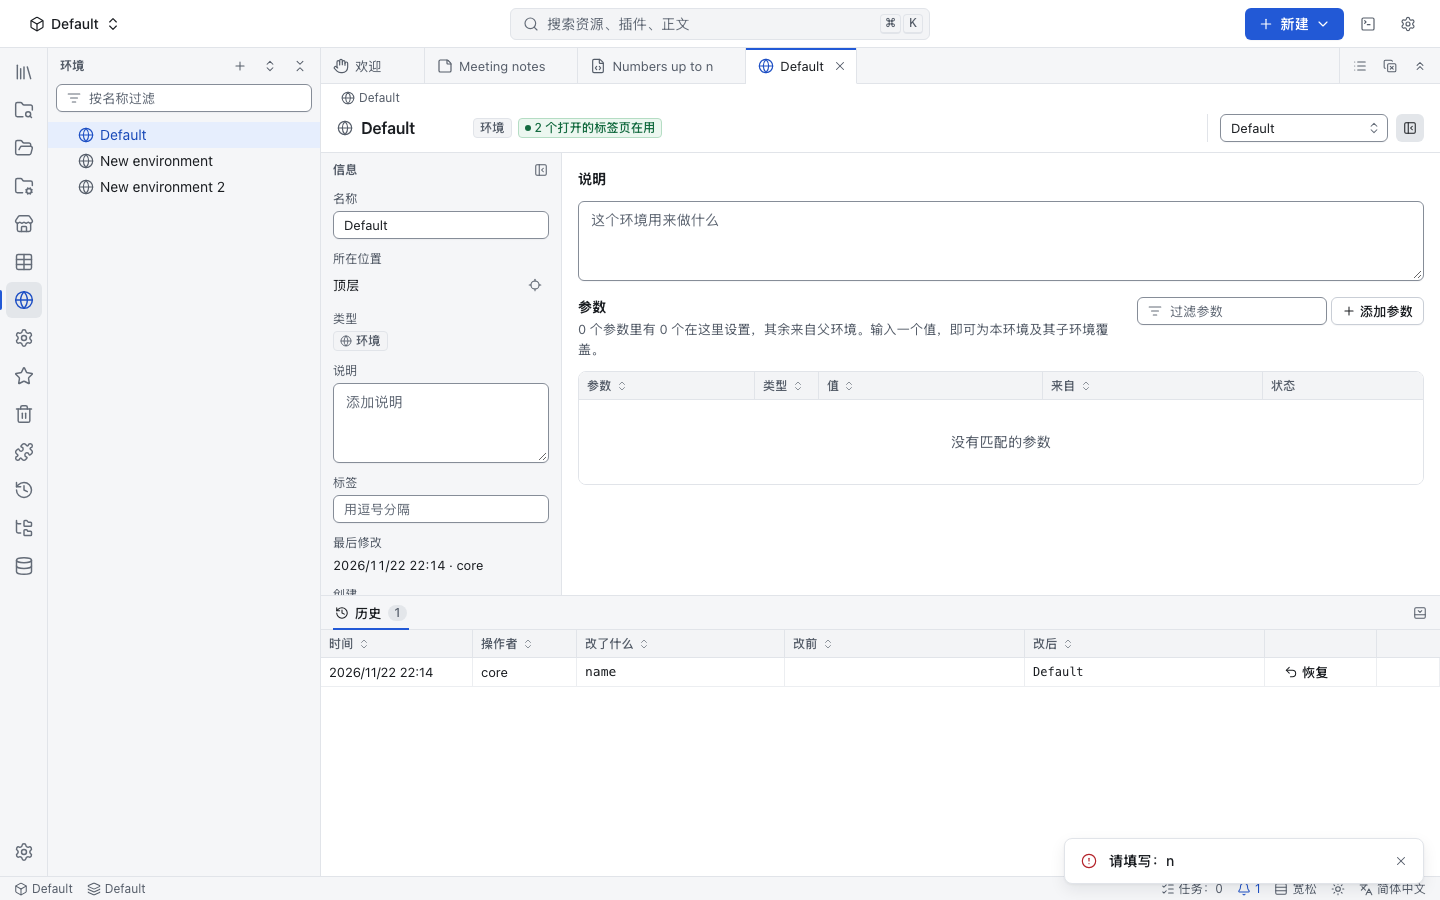 Default
搜索资源、插件、正文
⌘ K
新建
环境
按名称过滤
Default
New environment
New environment 2
欢迎
Meeting notes
Numbers up to n
Default
Default
Default
环境
2 个打开的标签页在用
Default
信息
名称
Default
所在位置
顶层
类型
环境
说明
添加说明
标签
用逗号分隔
最后修改
2026/11/22 22:14 · core
创建
说明
这个环境用来做什么
参数
0 个参数里有 0 个在这里设置，其余来自父环境。输入一个值，即可为本环境及其子环境覆
盖。
过滤参数
添加参数
参数 类型 值 来自 状态
没有匹配的参数
历史 1
时间 操作者 改了什么 改前 改后
2026/11/22 22:14 core name Default 恢复
请填写：n
Default Default
任务：0 1 宽松 简体中文